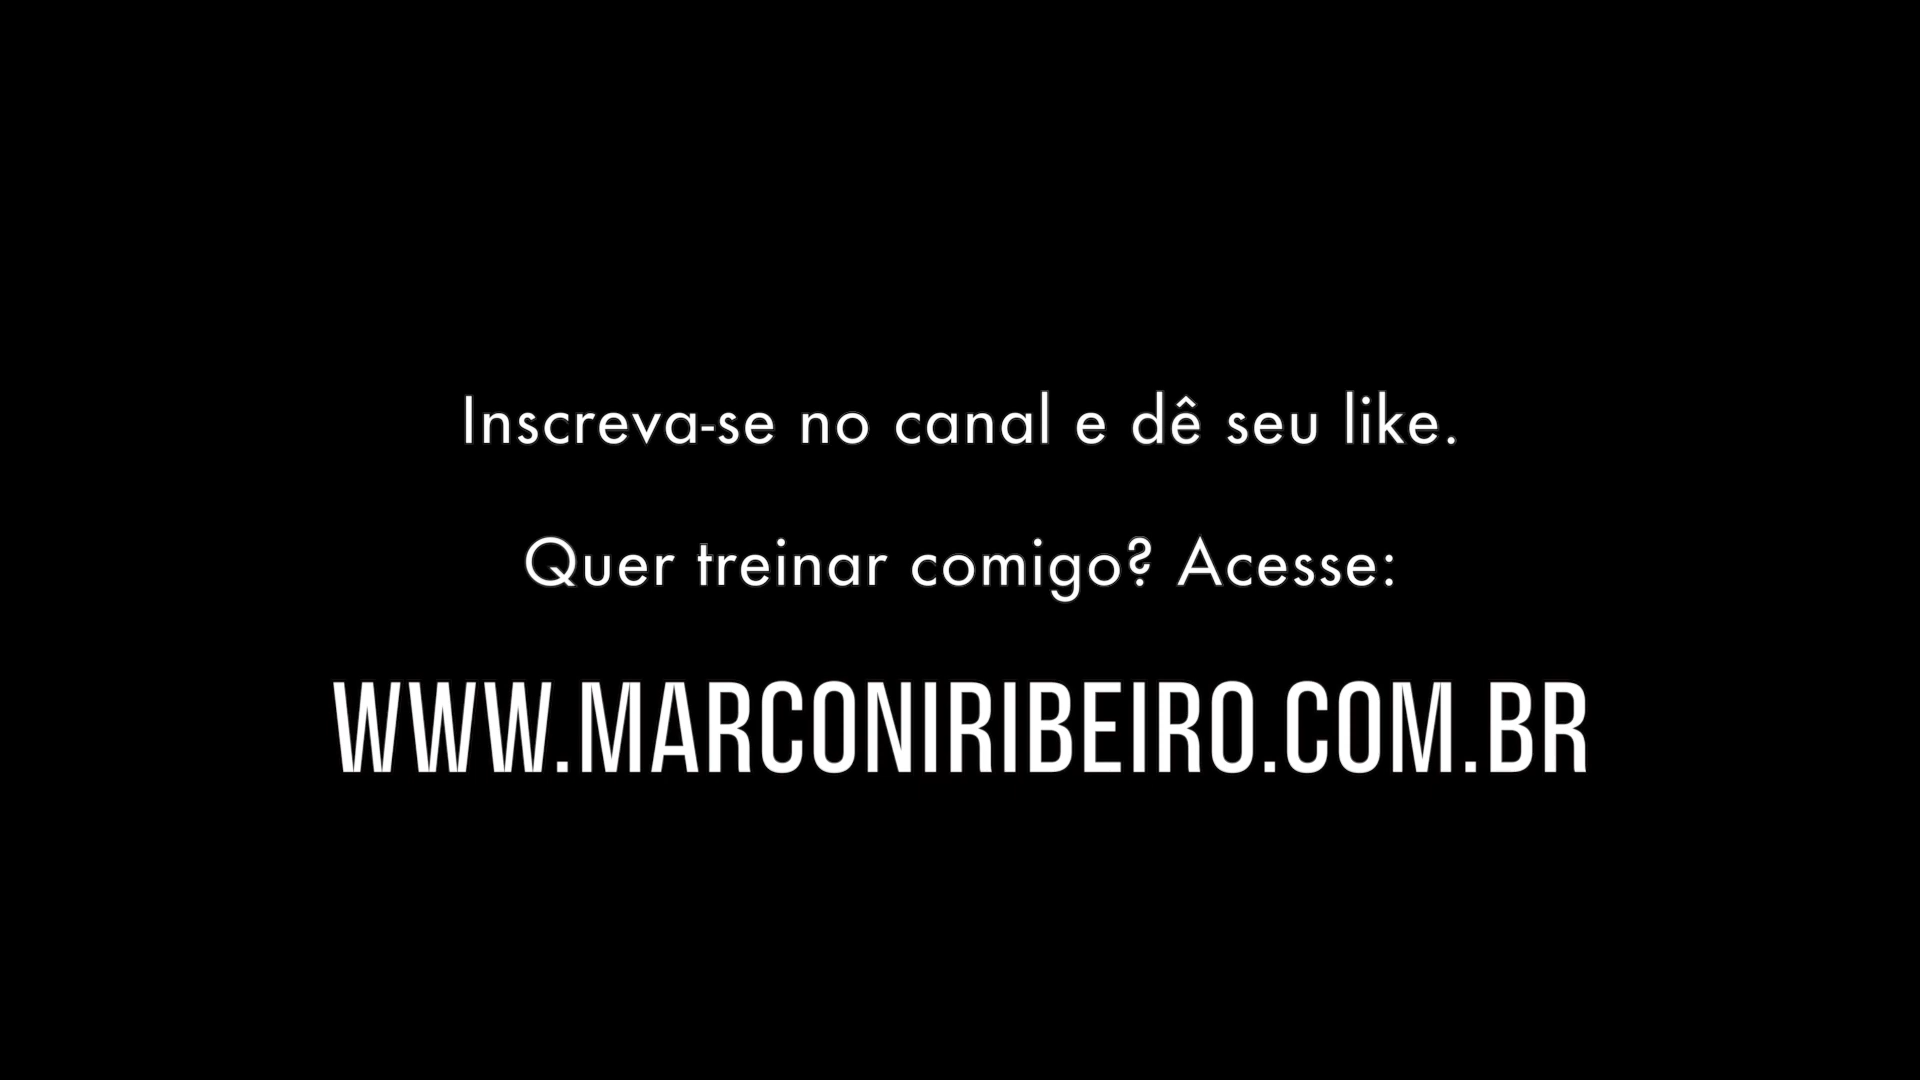 Inscreva-se no canal e dê seu like.
Quer treinar comigo? Acesse:
WWW.MARCONIRIBEIRO.COM.BR